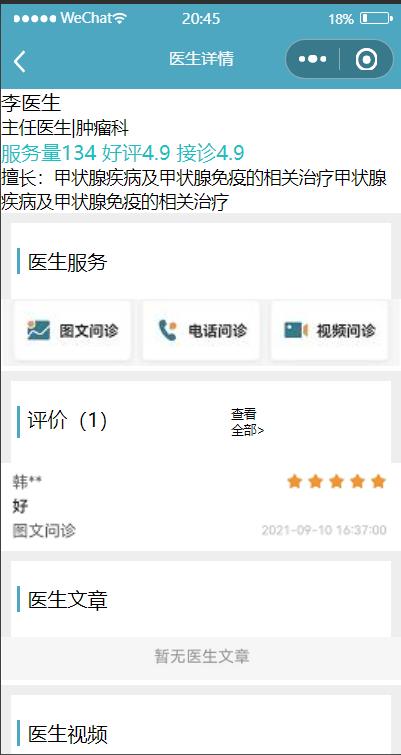 WeChat 20:45 18%
医生详情
李医生
主任医生|肿瘤科
服务量134 好评4.9 接诊4.9
擅长：甲状腺疾病及甲状腺免疫的相关治疗甲状腺
疾病及甲状腺免疫的相关治疗
医生服务
图文问诊 电话问诊 视频问诊
评价（1） 查看
全部>
韩**
好
图文问诊 2021-09-10 16:37:00
医生文章
暂无医生文章
医生视频